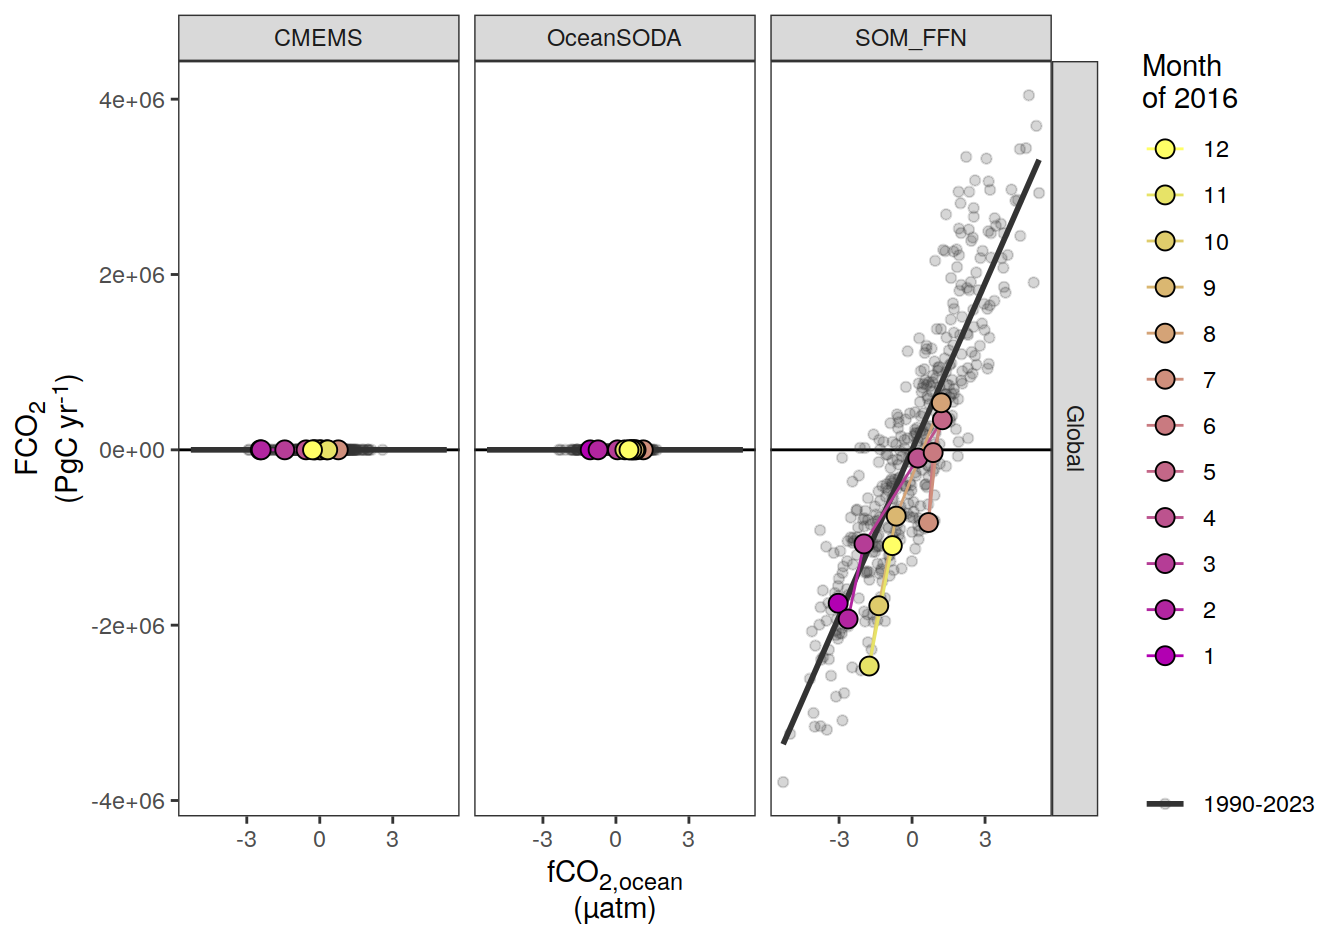 CMEMS
OceanSODA
SOM_FFN
Global
FCO₂
(PgC yr⁻¹)
4e+06
2e+06
0e+00
-2e+06
-4e+06
-3 0 3
-3 0 3
-3 0 3
fCO₂,ocean
(µatm)
Month
of 2016
12
11
10
9
8
7
6
5
4
3
2
1
1990-2023